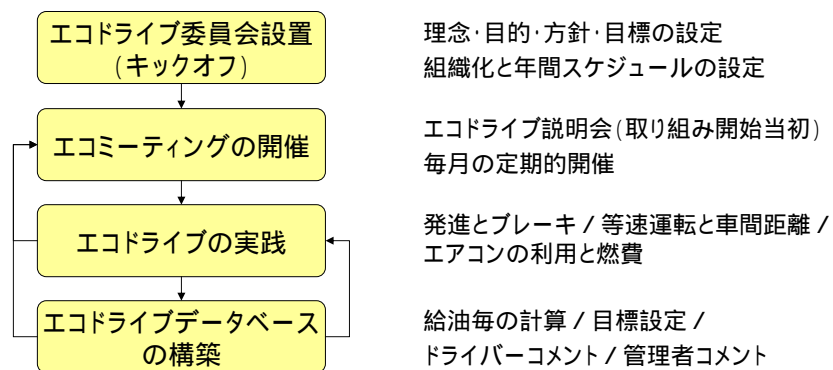 エコドライブ委員会設置
(キックオフ)
理念・目的・方針・目標の設定
組織化と年間スケジュールの設定
エコミーティングの開催
エコドライブ説明会(取り組み開始当初)
毎月の定期的開催
エコドライブの実践
発進とブレーキ / 等速運転と車間距離 /
エアコンの利用と燃費
エコドライブデータベース
の構築
給油毎の計算 / 目標設定 /
ドライバーコメント / 管理者コメント